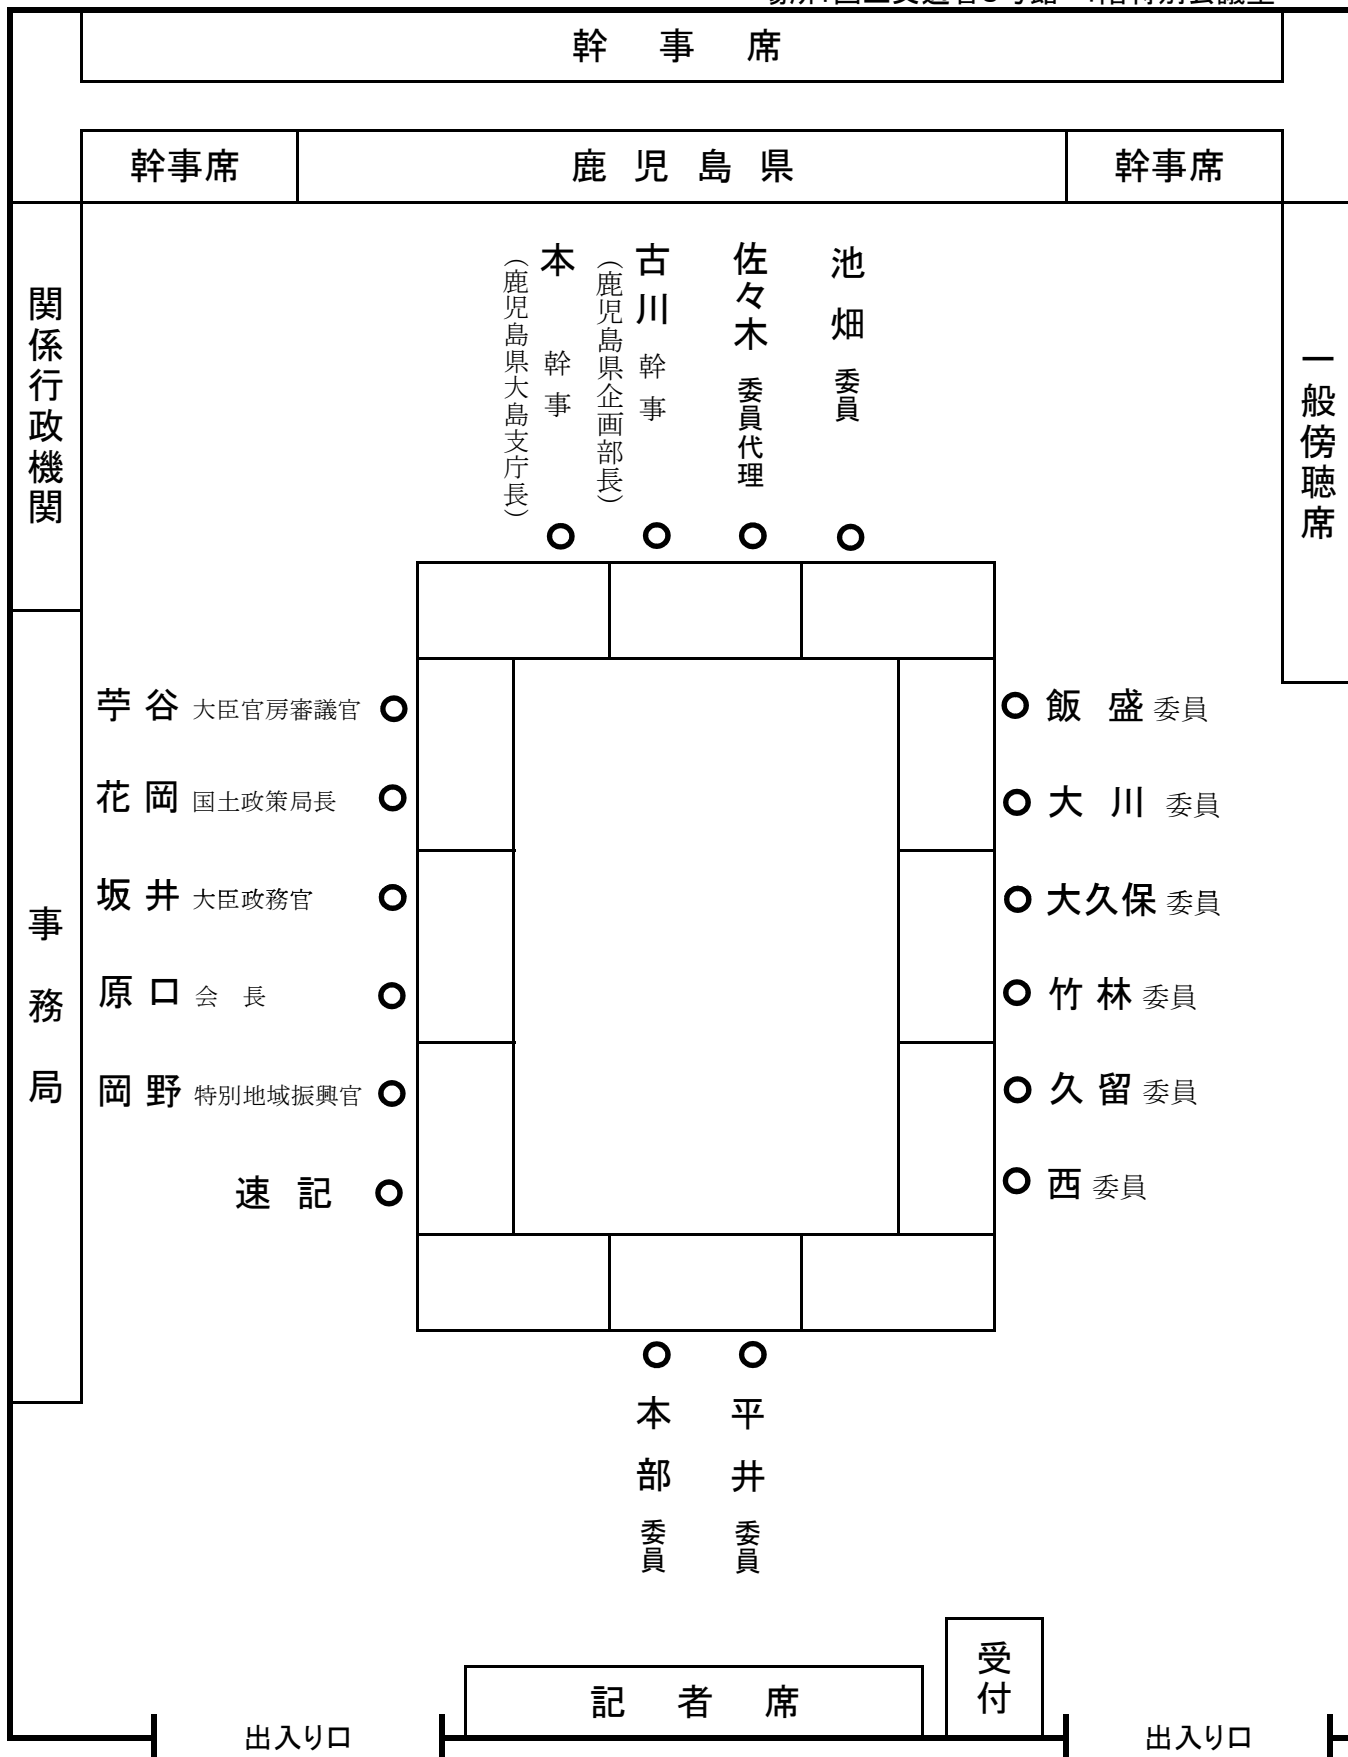 幹事席
幹事席
鹿児島県
幹事席
関係行政機関
一般傍聴席
池畑 委員
佐々木 委員代理
古川 幹事
（鹿児島県企画部長）
本 幹事
（鹿児島県大島支庁長）
事務局
苧谷 大臣官房審議官
花岡 国土政策局長
坂井 大臣政務官
原口 会長
岡野 特別地域振興官
速記
飯盛 委員
大川 委員
大久保 委員
竹林 委員
久留 委員
西 委員
本部 委員
平井 委員
受付
記者席
出入り口
出入り口